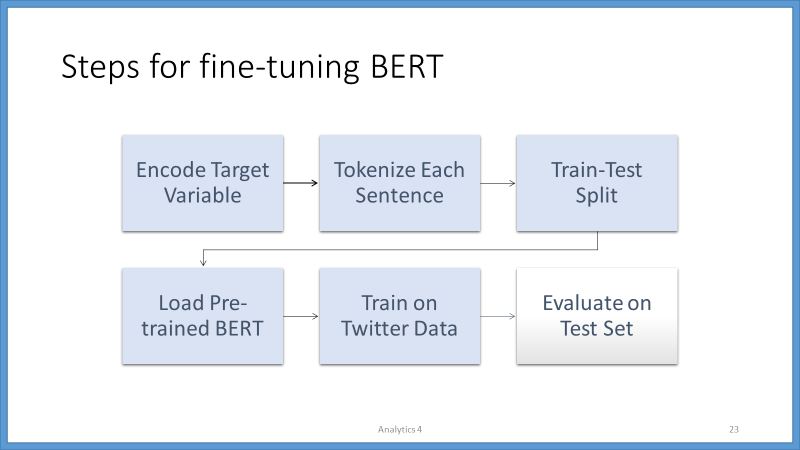 Steps for fine-tuning BERT
Encode Target
Variable
Tokenize Each
Sentence
Train-Test
Split
Load Pre-
trained BERT
Train on
Twitter Data
Evaluate on
Test Set
Analytics 4
23